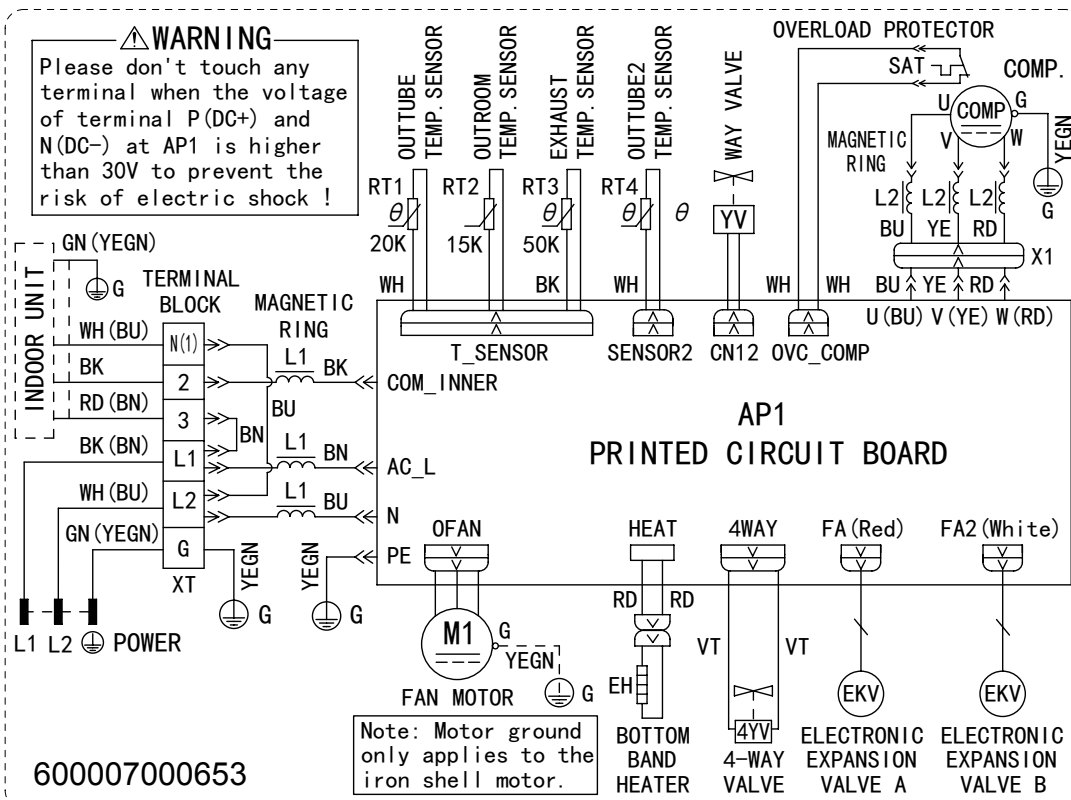 WARNING
Please don't touch any
terminal when the voltage
of terminal P(DC+) and
N(DC-) at AP1 is higher
than 30V to prevent the
risk of electric shock !
OUTTUBE
TEMP. SENSOR
OUTROOM
TEMP. SENSOR
EXHAUST
TEMP. SENSOR
OUTTUBE2
TEMP. SENSOR
WAY VALVE
OVERLOAD PROTECTOR
SAT
COMP.
U
COMP
G
V
W
YEGN
G
MAGNETIC
RING
RT1
RT2
RT3
RT4
θ
θ
θ
θ
20K
15K
50K
YV
L2
L2
L2
BU
YE
RD
X1
WH
BK
WH
WH
WH
BU
YE
RD
U(BU) V(YE) W(RD)
T_SENSOR
SENSOR2
CN12
OVC_COMP
INDOOR UNIT
GN(YEGN)
G
TERMINAL
BLOCK
MAGNETIC
RING
WH(BU)
N(1)
BK
2
L1
BK
COM_INNER
RD(BN)
3
BU
BN
BK(BN)
L1
L1
BN
AC_L
WH(BU)
L2
L1
BU
N
GN(YEGN)
G
XT
YEGN
G
YEGN
G
PE
L1 L2 POWER
AP1
PRINTED CIRCUIT BOARD
OFAN
HEAT
4WAY
FA(Red)
FA2(White)
M1
G
YEGN
G
FAN MOTOR
RD
RD
EH
BOTTOM
BAND
HEATER
VT
VT
4YV
4-WAY
VALVE
EKV
ELECTRONIC
EXPANSION
VALVE A
EKV
ELECTRONIC
EXPANSION
VALVE B
Note: Motor ground
only applies to the
iron shell motor.
600007000653